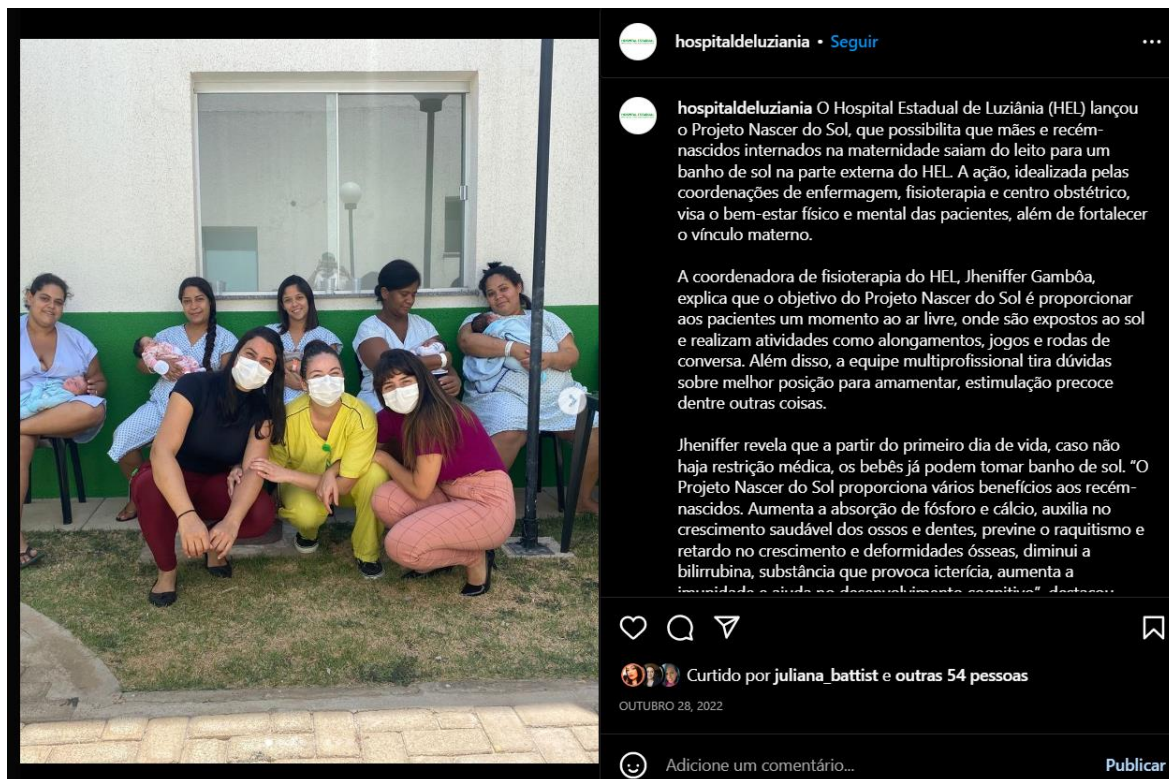 hospitaldeluziania • Seguir
hospitaldeluziania O Hospital Estadual de Luziânia (HEL) lançou
o Projeto Nascer do Sol, que possibilita que mães e recém-
nascidos internados na maternidade saiam do leito para um
banho de sol na parte externa do HEL. A ação, idealizada pelas
coordenações de enfermagem, fisioterapia e centro obstétrico,
visa o bem-estar físico e mental das pacientes, além de fortalecer
o vínculo materno.
A coordenadora de fisioterapia do HEL, Jheniffer Gambôa,
explica que o objetivo do Projeto Nascer do Sol é proporcionar
aos pacientes um momento ao ar livre, onde são expostos ao sol
e realizam atividades como alongamentos, jogos e rodas de
conversa. Além disso, a equipe multiprofissional tira dúvidas
sobre melhor posição para amamentar, estimulação precoce
dentre outras coisas.
Jheniffer revela que a partir do primeiro dia de vida, caso não
haja restrição médica, os bebês já podem tomar banho de sol. "O
Projeto Nascer do Sol proporciona vários benefícios aos recém-
nascidos. Aumenta a absorção de fósforo e cálcio, auxilia no
crescimento saudável dos ossos e dentes, previne o raquitismo e
retardo no crescimento e deformidades ósseas, diminui a
bilirrubina, substância que provoca icterícia, aumenta a
imunidade e ajuda no desenvolvimento cognitivo", destacou
Curtido por juliana_battist e outras 54 pessoas
OUTUBRO 28, 2022
Adicione um comentário... Publicar